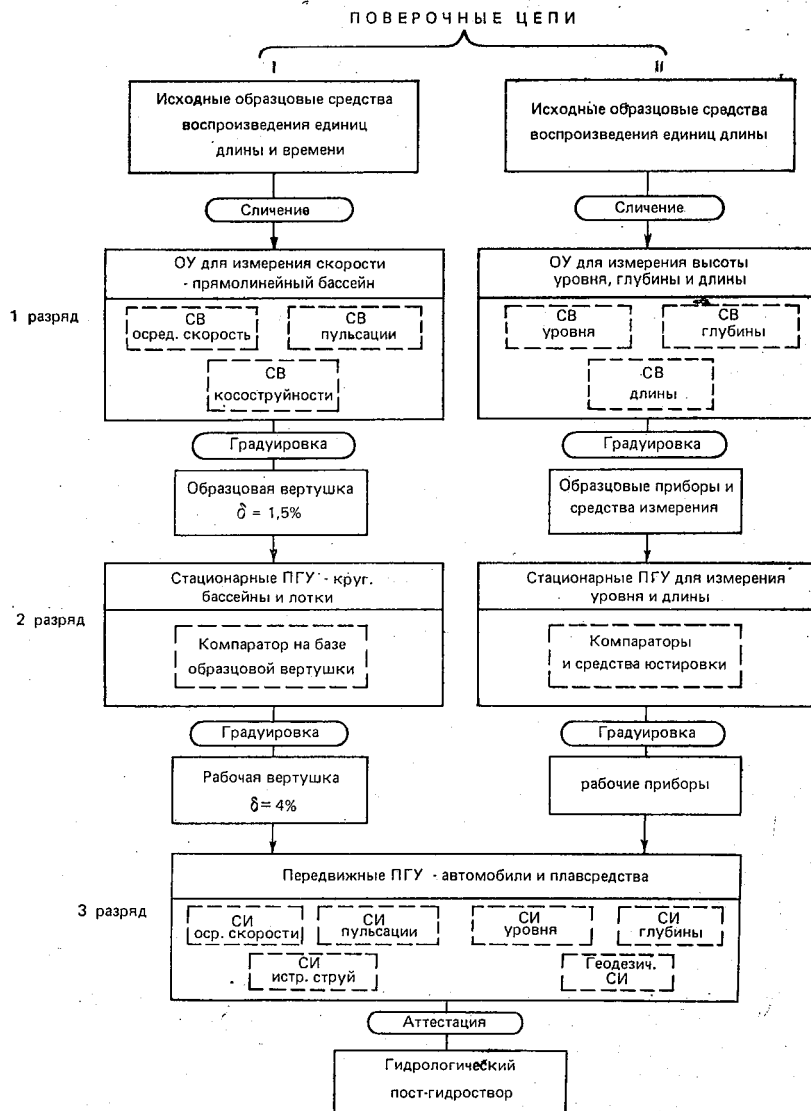 ПОВЕРОЧНЫЕ ЦЕПИ
I
II
Исходные образцовые средства
воспроизведения единиц
длины и времени
Исходные образцовые средства
воспроизведения единиц длины
Сличение
Сличение
ОУ для измерения скорости
- прямолинейный бассейн
ОУ для измерения высоты
уровня, глубины и длины
1 разряд
СВ
осред. скорость
СВ
пульсации
СВ
косоструйности
СВ
уровня
СВ
глубины
СВ
длины
Градуировка
Градуировка
Образцовая вертушка
δ = 1,5%
Образцовые приборы и
средства измерения
Стационарные ПГУ - круг.
бассейны и лотки
Стационарные ПГУ для измерения
уровня и длины
2 разряд
Компаратор на базе
образцовой вертушки
Компараторы
и средства юстировки
Градуировка
Градуировка
Рабочая вертушка
δ = 4%
рабочие приборы
Передвижные ПГУ - автомобили и плавсредства
3 разряд
СИ
оср. скорости
СИ
пульсации
СИ
уровня
СИ
глубины
СИ
истр. струй
Геодезич.
СИ
Аттестация
Гидрологический
пост-гидроствор